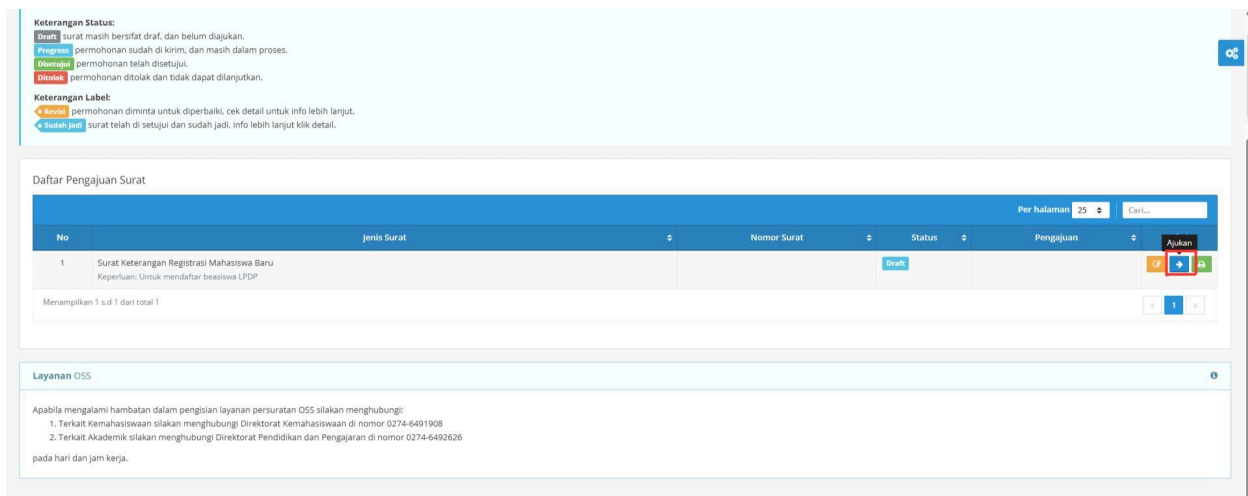 Keterangan Status:
Draft surat masih bersifat draf, dan belum diajukan.
Progress permohonan sudah di kirim, dan masih dalam proses.
Disetujui permohonan telah disetujui.
Ditolak permohonan ditolak dan tidak dapat dilanjutkan.
Keterangan Label:
Revisi permohonan diminta untuk diperbaiki, cek detail untuk info lebih lanjut.
Sudah Jadi surat telah di setujui dan sudah jadi, info lebih lanjut klik detail.
Daftar Pengajuan Surat
Per halaman 25 Cari...
No Jenis Surat Nomor Surat Status Pengajuan
Ajukan
1 Surat Keterangan Registrasi Mahasiswa Baru Draft
Keperluan: Untuk mendaftar beasiswa LPDP
Menampilkan 1 s.d 1 dari total 1 < 1 >
Layanan OSS
Apabila mengalami hambatan dalam pengisian layanan persuratan OSS silakan menghubungi:
1. Terkait Kemahasiswaan silakan menghubungi Direktorat Kemahasiswaan di nomor 0274-6491908
2. Terkait Akademik silakan menghubungi Direktorat Pendidikan dan Pengajaran di nomor 0274-6492626
pada hari dan jam kerja.